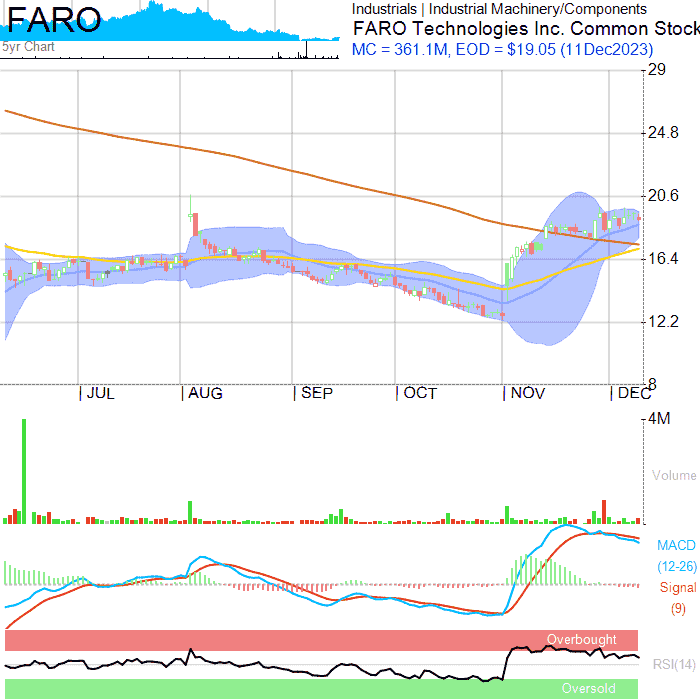 FARO
5yr Chart
Industrials | Industrial Machinery/Components
FARO Technologies Inc. Common Stock
MC = 361.1M, EOD = $19.05 (11Dec2023)
29
24.8
20.6
16.4
12.2
8
| JUL | AUG | SEP | OCT | NOV | DEC
4M
Volume
MACD
(12-26)
Signal
(9)
Overbought
RSI(14)
Oversold